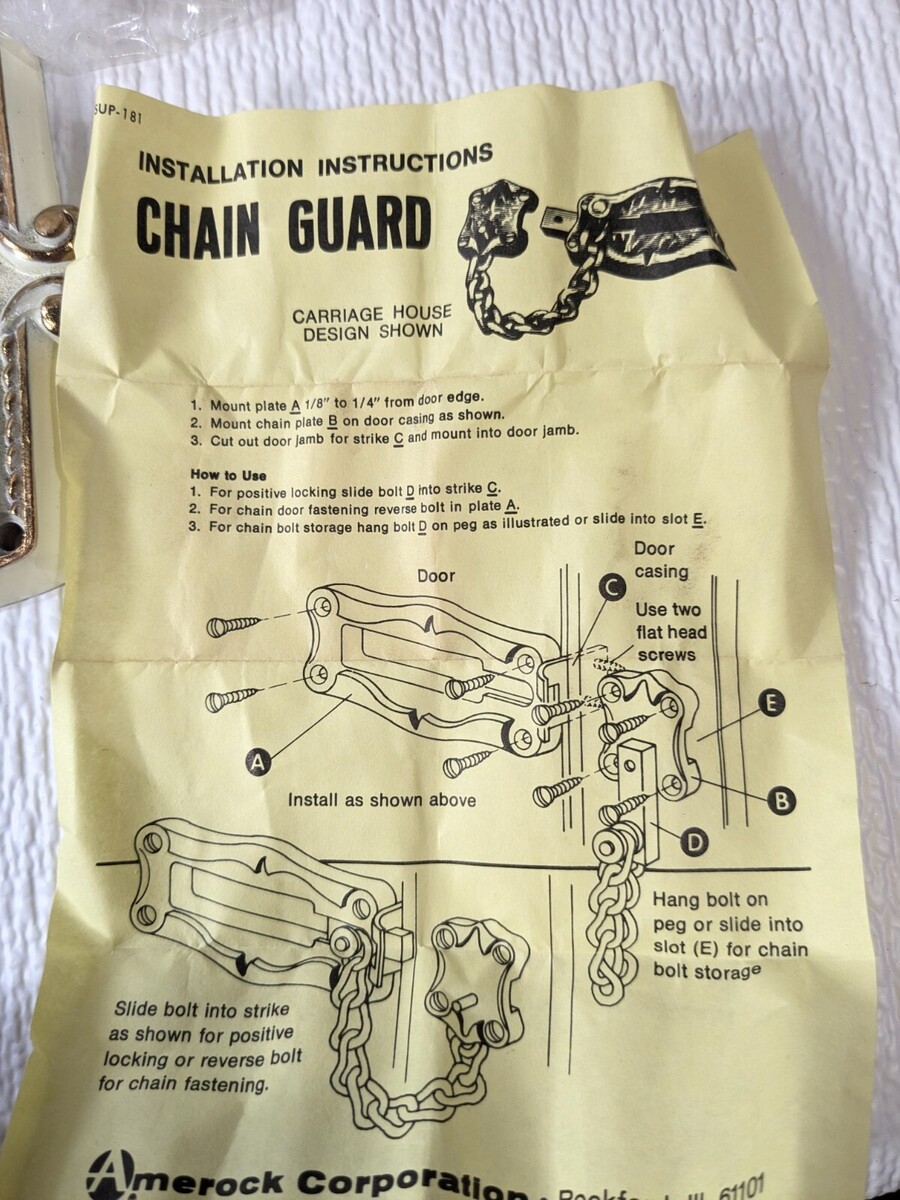 SUP-181
INSTALLATION INSTRUCTIONS
CHAIN GUARD
CARRIAGE HOUSE
DESIGN SHOWN
1. Mount plate A 1/8" to 1/4" from door edge.
2. Mount chain plate B on door casing as shown.
3. Cut out door jamb for strike C and mount into door jamb.
How to Use
1. For positive locking slide bolt D into strike C.
2. For chain door fastening reverse bolt in plate A.
3. For chain bolt storage hang bolt D on peg as illustrated or slide into slot E.
Door
Door
casing
C
Use two
flat head
screws
E
A
B
Install as shown above
D
Hang bolt on
peg or slide into
slot (E) for chain
bolt storage
Slide bolt into strike
as shown for positive
locking or reverse bolt
for chain fastening.
Amerock Corporation • Rockford, Ill. 61101